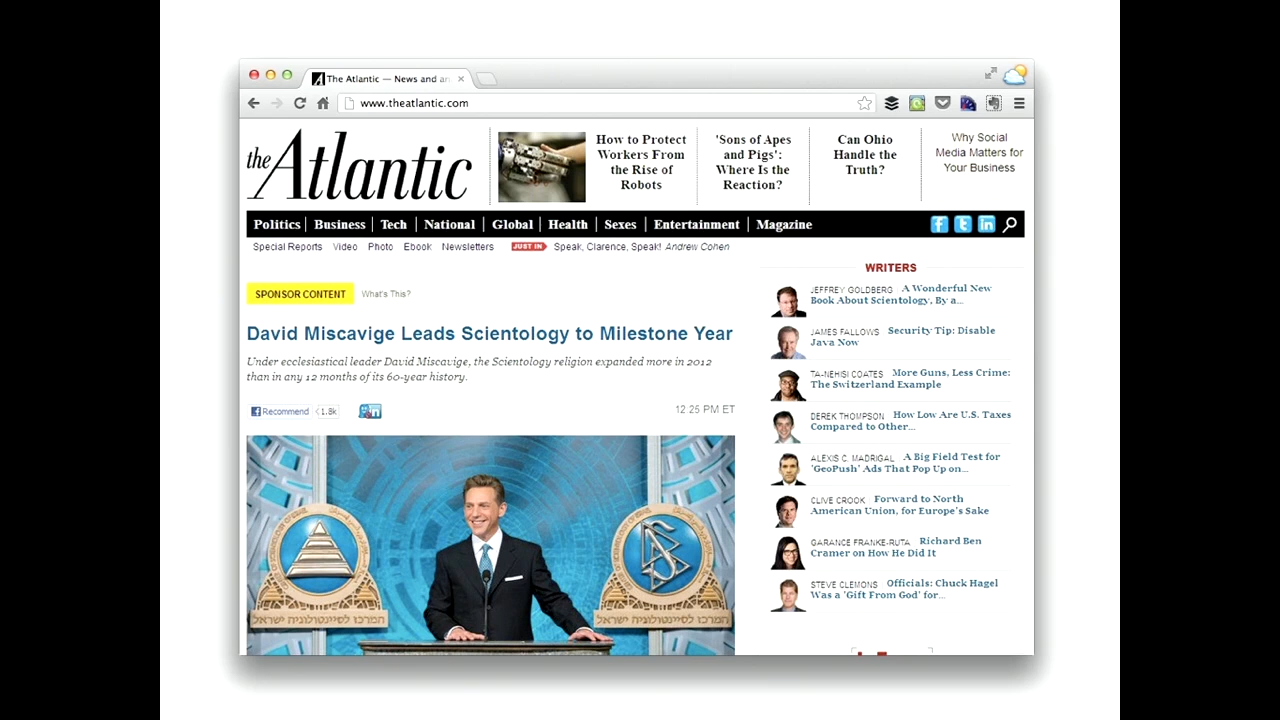 The Atlantic — News and an
www.theatlantic.com
the Atlantic
How to Protect
Workers From
the Rise of
Robots
'Sons of Apes
and Pigs':
Where Is the
Reaction?
Can Ohio
Handle the
Truth?
Why Social
Media Matters for
Your Business
Politics Business Tech National Global Health Sexes Entertainment Magazine
Special Reports Video Photo Ebook Newsletters JUST IN Speak, Clarence, Speak! Andrew Cohen
SPONSOR CONTENT What's This?
David Miscavige Leads Scientology to Milestone Year
Under ecclesiastical leader David Miscavige, the Scientology religion expanded more in 2012
than in any 12 months of its 60-year history.
Recommend 1.8k
in
12:25 PM ET
המרכז לסיינטולוגיה ישראל
המרכז לסיינטולוגיה ישראל
WRITERS
JEFFREY GOLDBERG A Wonderful New
Book About Scientology, By a...
JAMES FALLOWS Security Tip: Disable
Java Now
TA-NEHISI COATES More Guns, Less Crime:
The Switzerland Example
DEREK THOMPSON How Low Are U.S. Taxes
Compared to Other...
ALEXIS C. MADRIGAL A Big Field Test for
'GeoPush' Ads That Pop Up on...
CLIVE CROOK Forward to North
American Union, for Europe's Sake
GARANCE FRANKE-RUTA Richard Ben
Cramer on How He Did It
STEVE CLEMONS Officials: Chuck Hagel
Was a 'Gift From God' for...